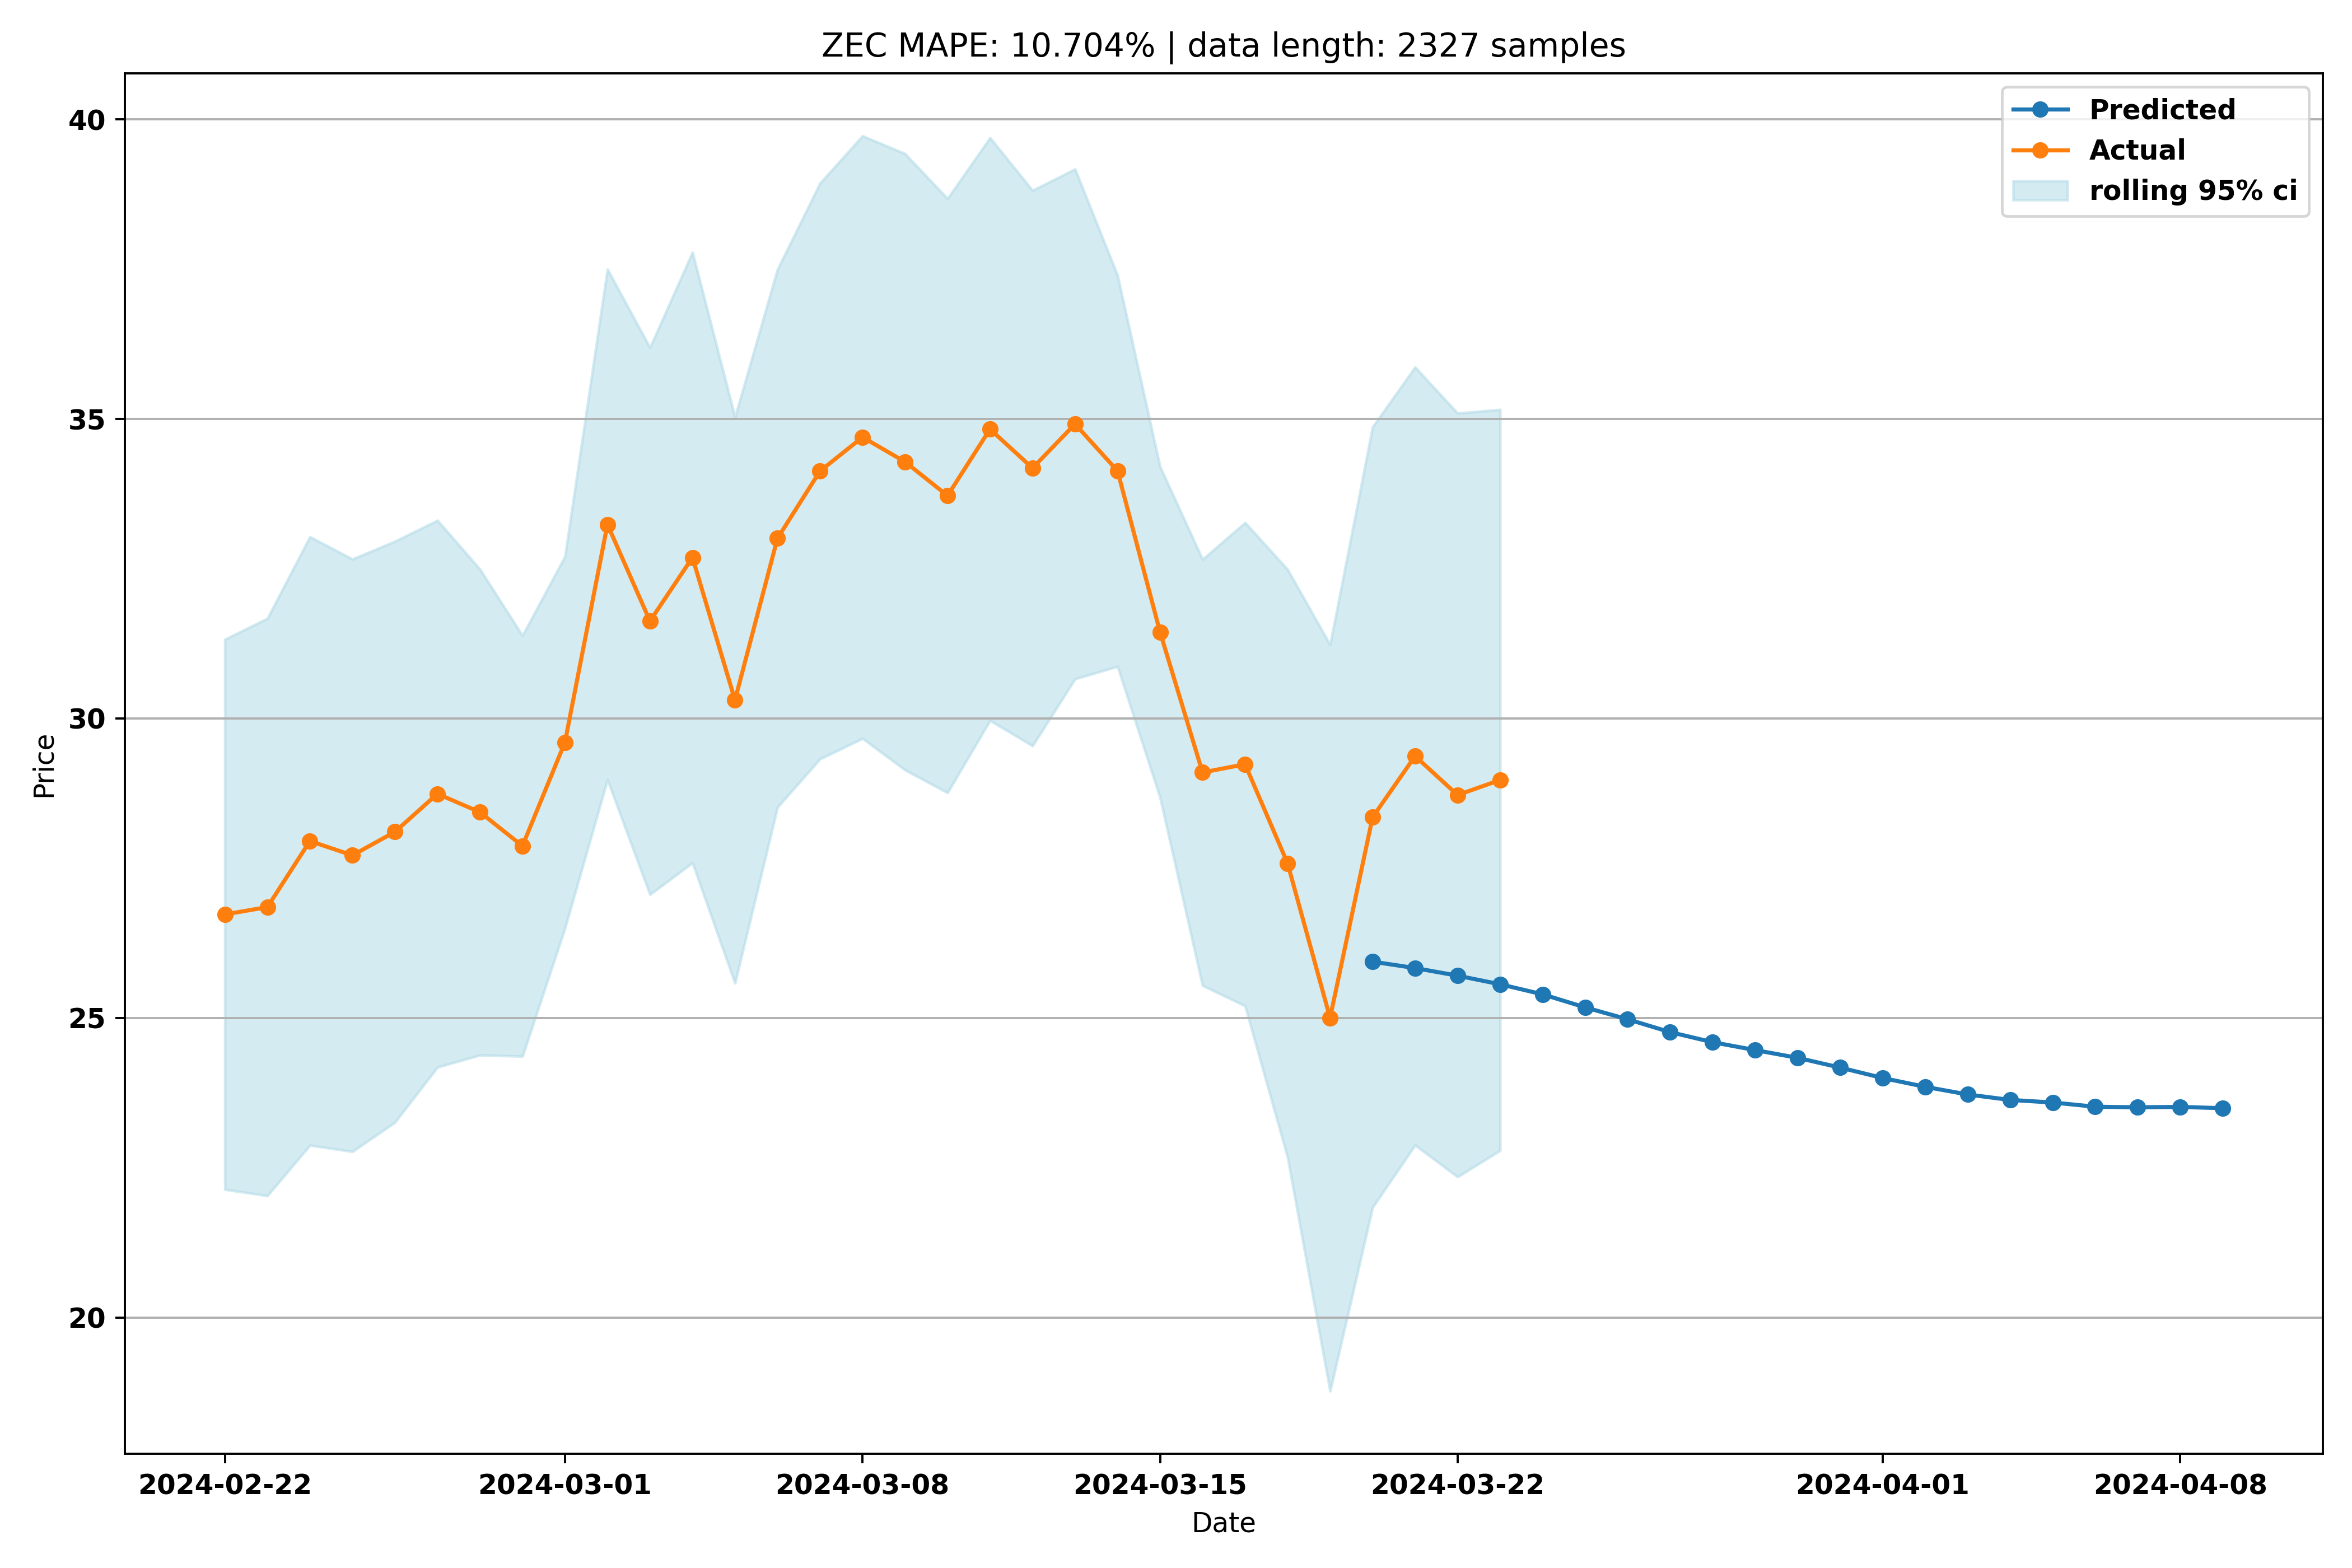 ZEC MAPE: 10.704% | data length: 2327 samples
Predicted
Actual
rolling 95% ci
40
35
30
25
20
Price
2024-02-22
2024-03-01
2024-03-08
2024-03-15
2024-03-22
2024-04-01
2024-04-08
Date